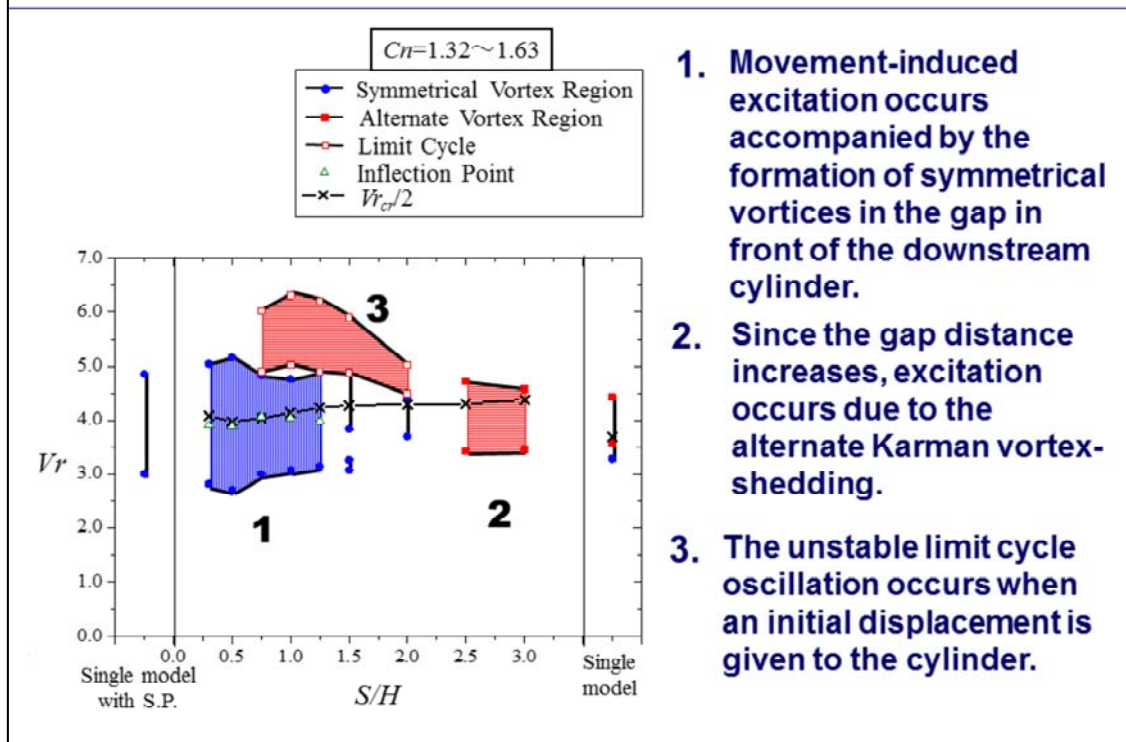 Cn=1.32～1.63
Symmetrical Vortex Region
Alternate Vortex Region
Limit Cycle
Inflection Point
Vr_cr/2
7.0
6.0
5.0
4.0
3.0
2.0
1.0
0.0
Vr
1
2
3
0.0 0.5 1.0 1.5 2.0 2.5 3.0
Single model
with S.P.
S/H
Single
model
1. Movement-induced
excitation occurs
accompanied by the
formation of symmetrical
vortices in the gap in
front of the downstream
cylinder.
2. Since the gap distance
increases, excitation
occurs due to the
alternate Karman vortex-
shedding.
3. The unstable limit cycle
oscillation occurs when
an initial displacement is
given to the cylinder.